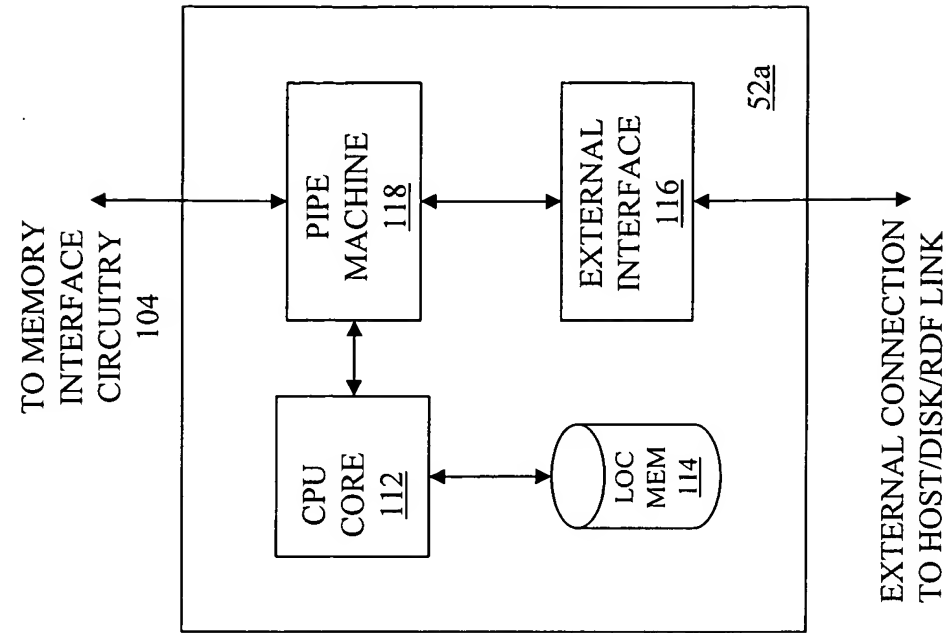 TO MEMORY
INTERFACE
CIRCUITRY
104
CPU
CORE
112
PIPE
MACHINE
118
LOC
MEM
114
EXTERNAL
INTERFACE
116
52a
EXTERNAL CONNECTION
TO HOST/DISK/RDF LINK